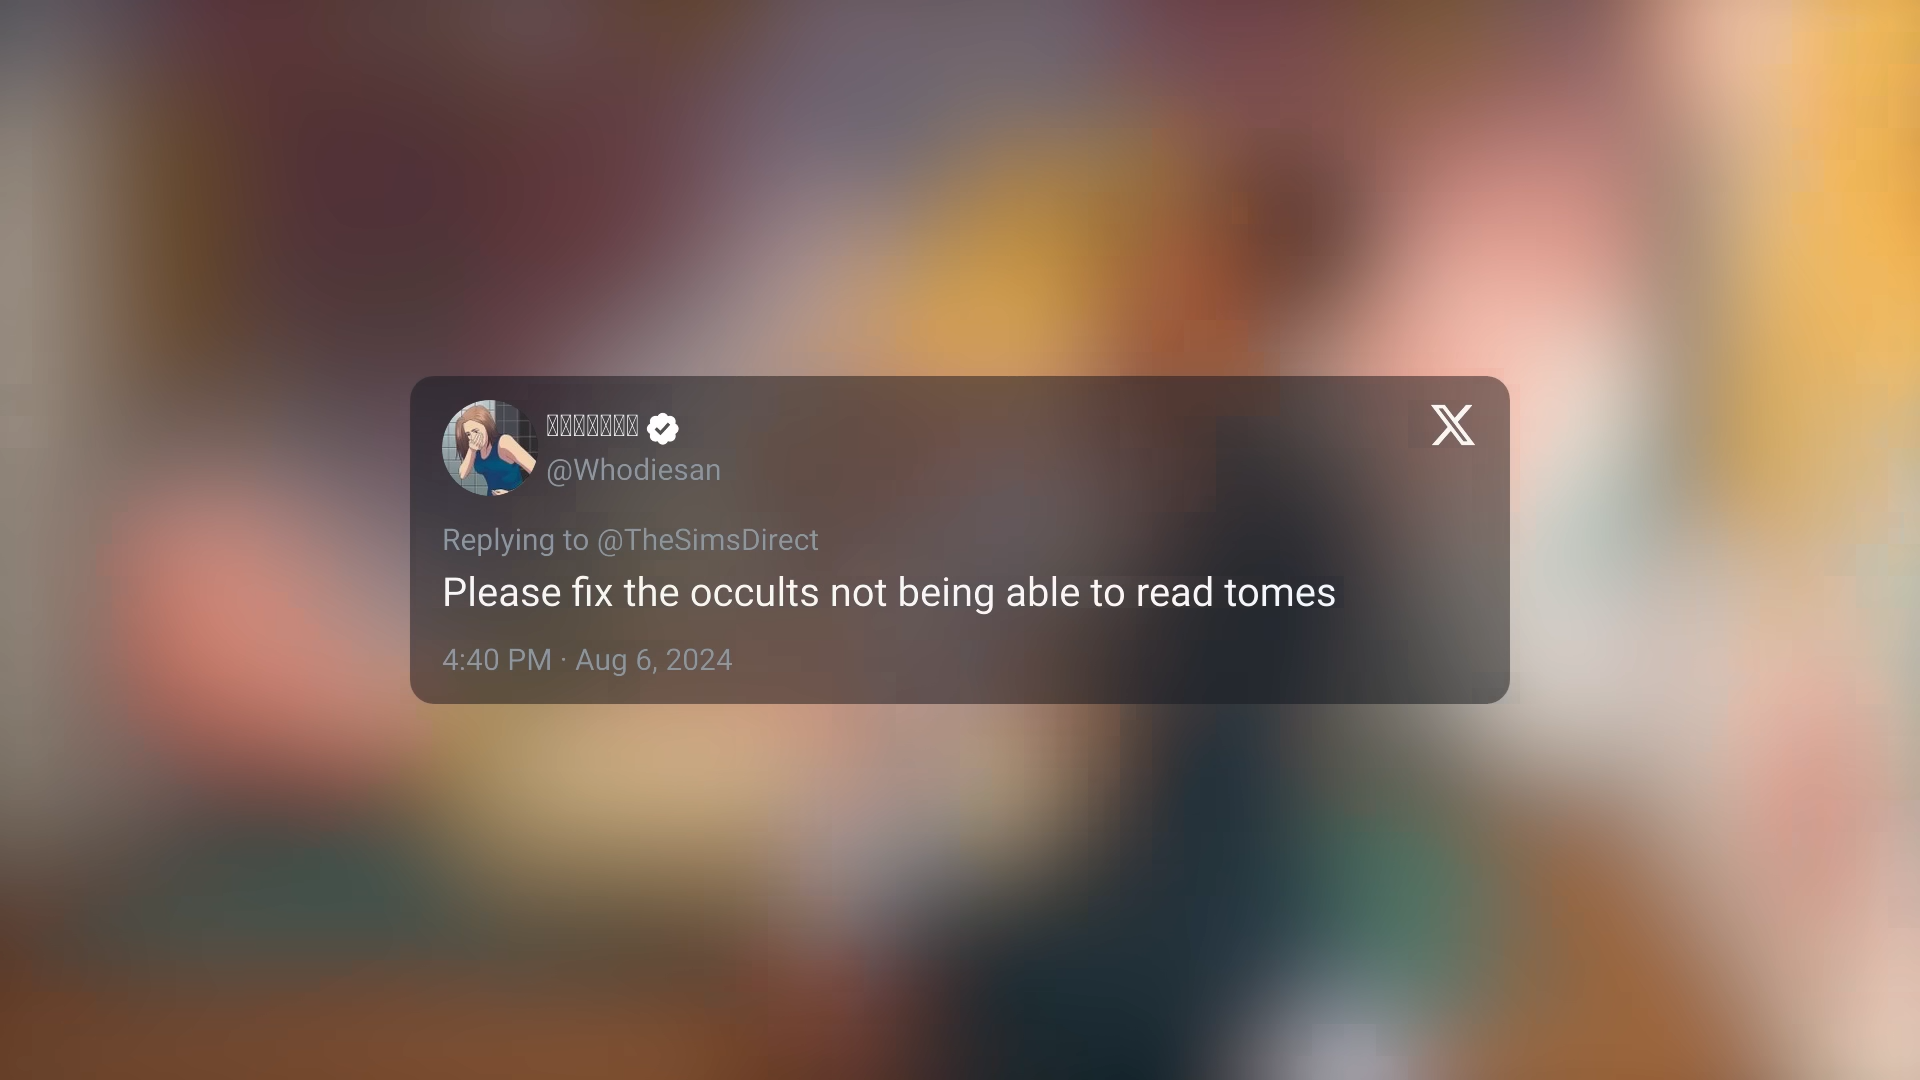 @Whodiesan
Replying to @TheSimsDirect
Please fix the occults not being able to read tomes
4:40 PM · Aug 6, 2024